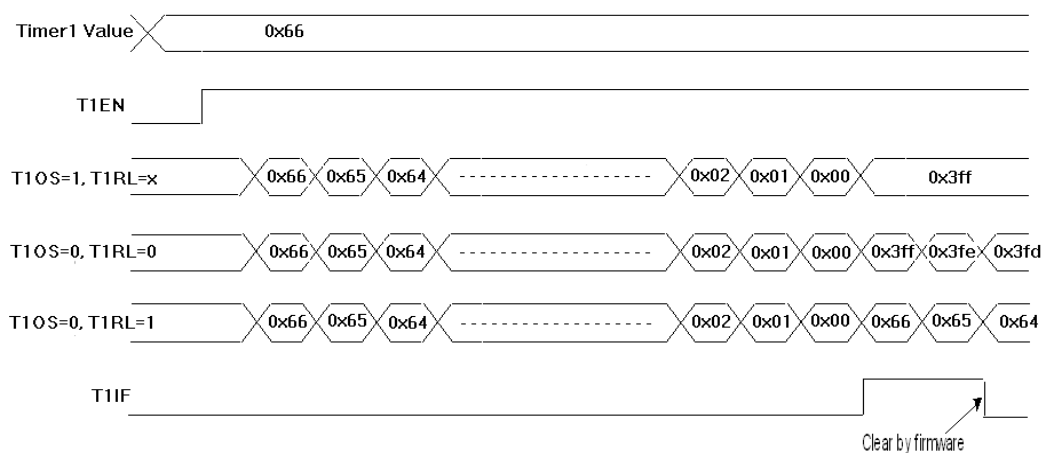 Timer1 Value 0x66
T1EN
T1OS=1, T1RL=x 0x66 0x65 0x64 0x02 0x01 0x00 0x3ff
T1OS=0, T1RL=0 0x66 0x65 0x64 0x02 0x01 0x00 0x3ff 0x3fe 0x3fd
T1OS=0, T1RL=1 0x66 0x65 0x64 0x02 0x01 0x00 0x66 0x65 0x64
T1IF
Clear by firmware